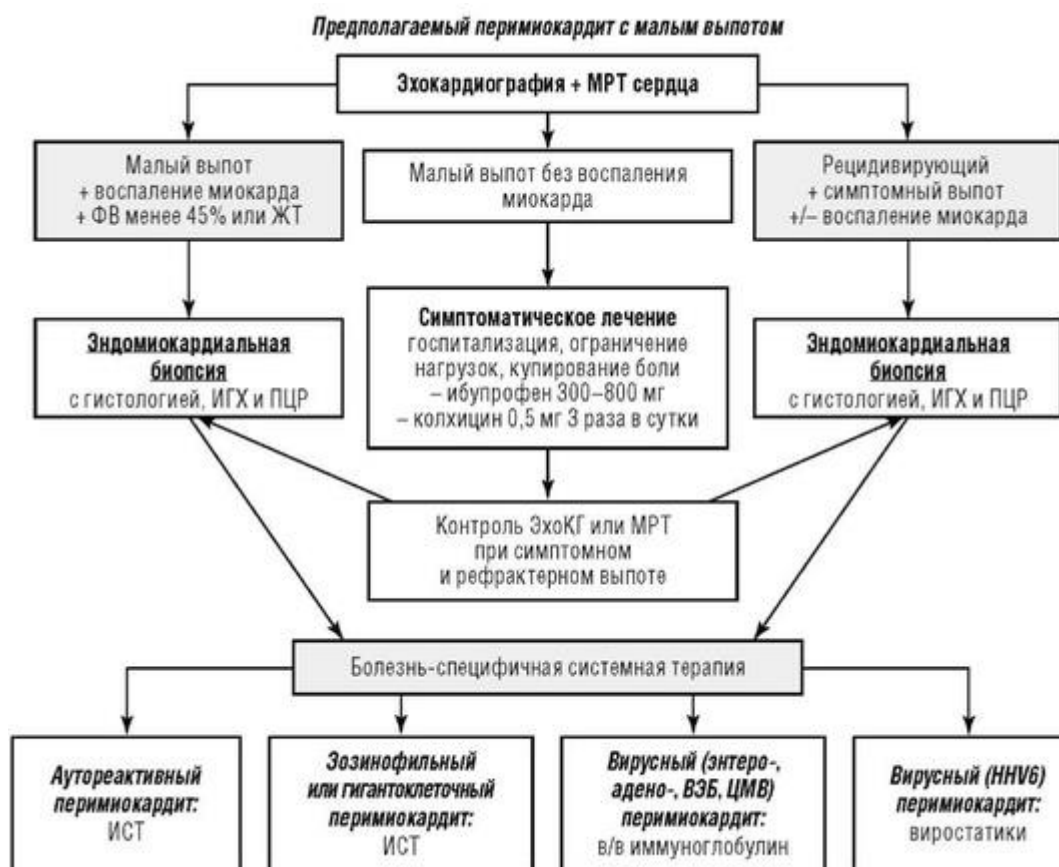 Предполагаемый перимиокардит с малым выпотом
Эхокардиография + МРТ сердца
Малый выпот
+ воспаление миокарда
+ ФВ менее 45% или ЖТ
Малый выпот без воспаления
миокарда
Рецидивирующий
+ симптомный выпот
+/– воспаление миокарда
Эндомиокардиальная
биопсия
с гистологией, ИГХ и ПЦР
Симптоматическое лечение
госпитализация, ограничение
нагрузок, купирование боли
– ибупрофен 300–800 мг
– колхицин 0,5 мг 3 раза в сутки
Эндомиокардиальная
биопсия
с гистологией, ИГХ и ПЦР
Контроль ЭхоКГ или МРТ
при симптомном
и рефрактерном выпоте
Болезнь-специфичная системная терапия
Аутореактивный
перимиокардит:
ИСТ
Зозинофильный
или гигантоклеточный
перимиокардит:
ИСТ
Вирусный (энтеро-,
адено-, ВЗБ, ЦМВ)
перимиокардит:
в/в иммуноглобулин
Вирусный (HHV6)
перимиокардит:
виростатики